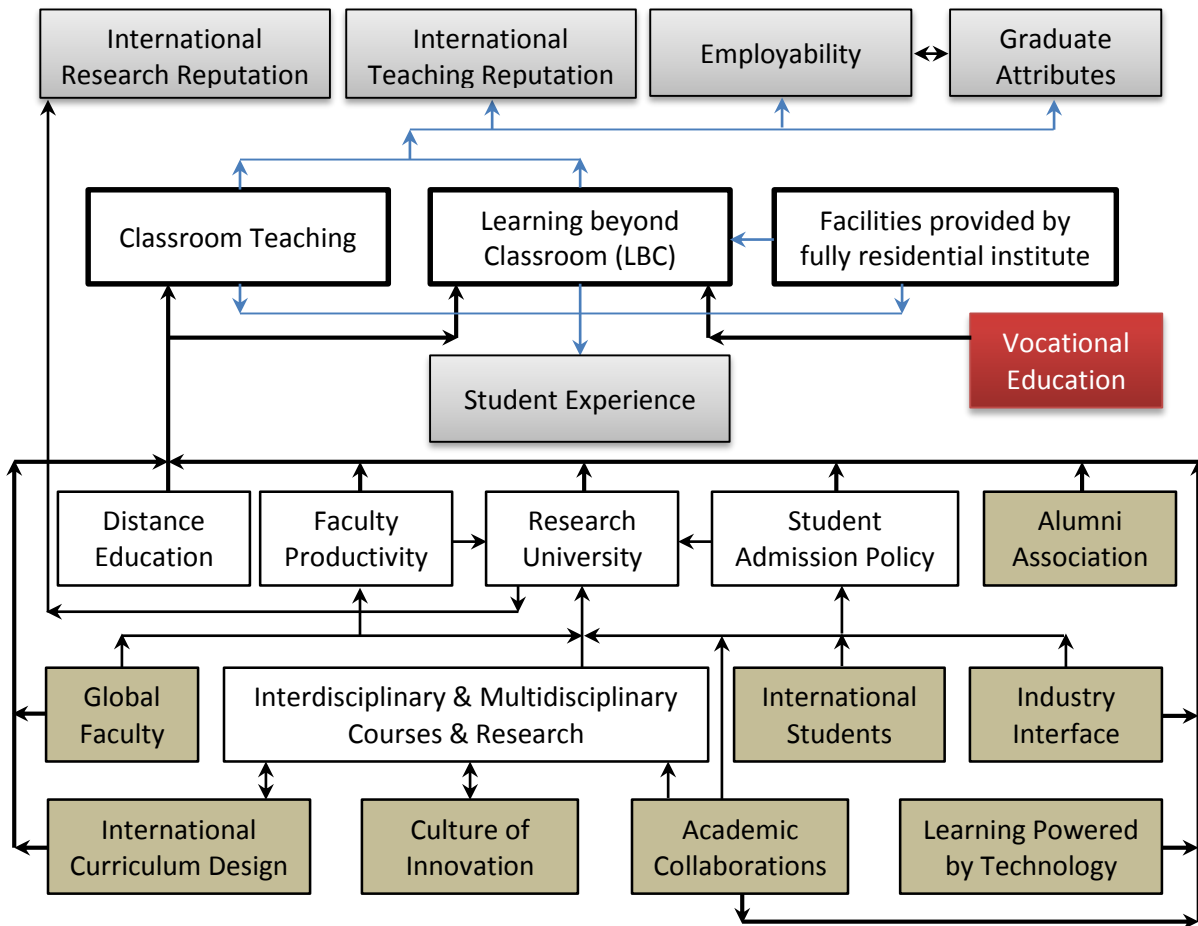 International
Research Reputation
International
Teaching Reputation
Employability
Graduate
Attributes
Classroom Teaching
Learning beyond
Classroom (LBC)
Facilities provided by
fully residential institute
Vocational
Education
Student Experience
Distance
Education
Faculty
Productivity
Research
University
Student
Admission Policy
Alumni
Association
Global
Faculty
Interdisciplinary & Multidisciplinary
Courses & Research
International
Students
Industry
Interface
International
Curriculum Design
Culture of
Innovation
Academic
Collaborations
Learning Powered
by Technology